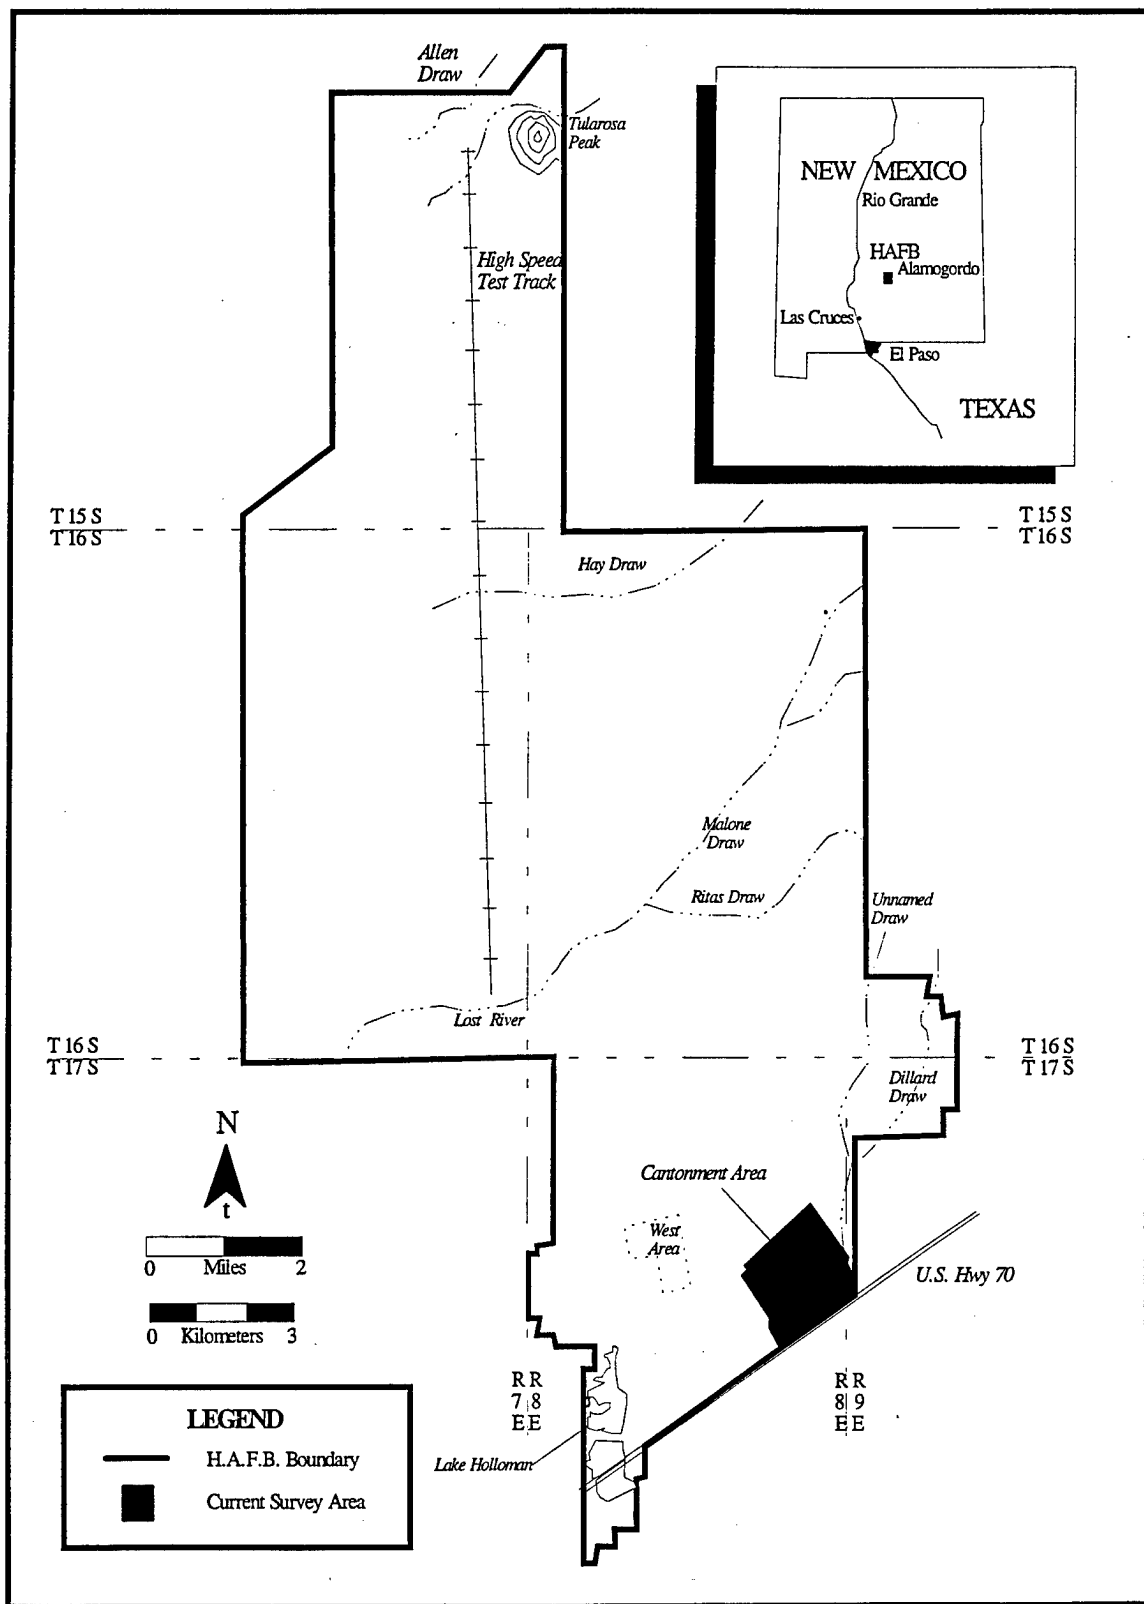 Allen
Draw
Tularosa
Peak
High Speed
Test Track
NEW MEXICO
Rio Grande
HAFB
Alamogordo
Las Cruces
El Paso
TEXAS
T 15 S
T 16 S
T 15 S
T 16 S
Hay Draw
Malone
Draw
Ritas Draw
Unnamed
Draw
Lost River
T 16 S
T 17 S
T 16 S
T 17 S
Dillard
Draw
N
t
Cantonment Area
West
Area
0 Miles 2
U.S. Hwy 70
0 Kilometers 3
R R
7 8
E E
R R
8 9
E E
LEGEND
H.A.F.B. Boundary
Current Survey Area
Lake Holloman